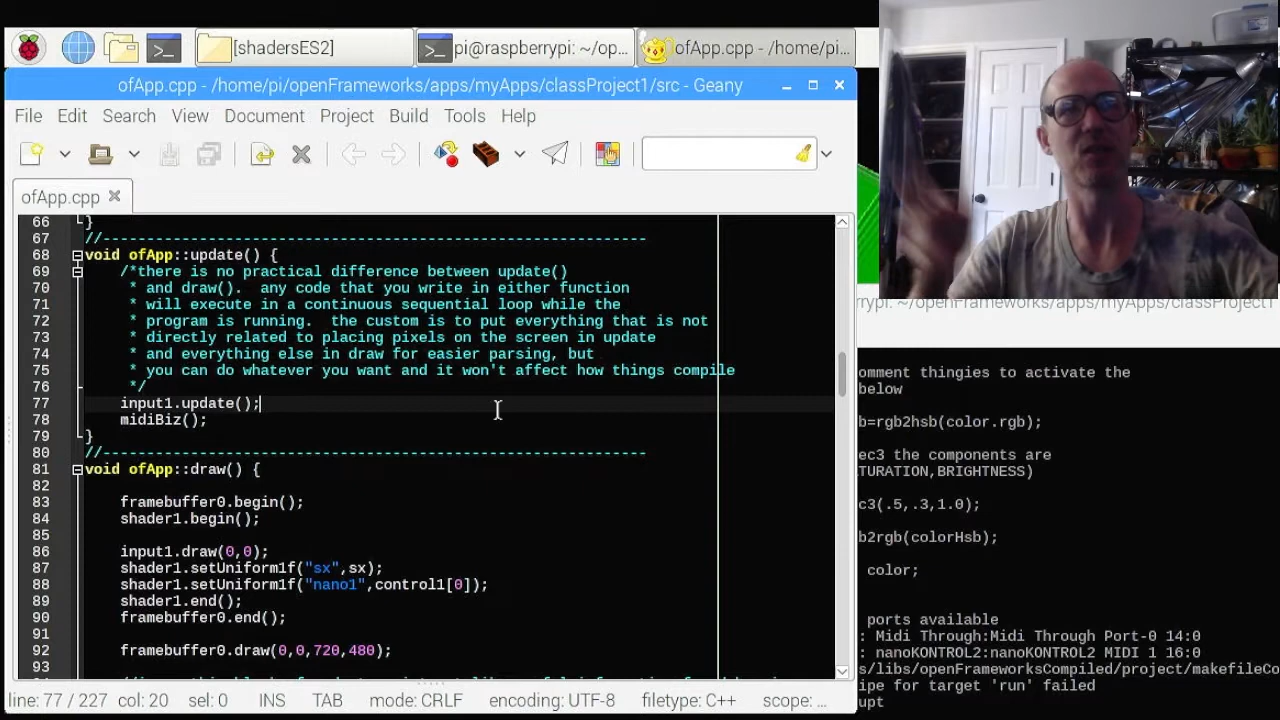 [shadersES2]
pi@raspberrypi: ~/op...
ofApp.cpp - /home/pi...
ofApp.cpp - /home/pi/openFrameworks/apps/myApps/classProject1/src - Geany
File Edit Search View Document Project Build Tools Help
ofApp.cpp
66 }
67 //--------------------------------------------------------------
68 void ofApp::update() {
69 /*there is no practical difference between update()
70 * and draw(). any code that you write in either function
71 * will execute in a continuous sequential loop while the
72 * program is running. the custom is to put everything that is not
73 * directly related to placing pixels on the screen in update
74 * and everything else in draw for easier parsing, but
75 * you can do whatever you want and it won't affect how things compile
76 */
77 input1.update();
78 midiBiz();
79 }
80 //--------------------------------------------------------------
81 void ofApp::draw() {
82
83 framebuffer0.begin();
84 shader1.begin();
85
86 input1.draw(0,0);
87 shader1.setUniform1f("sx",sx);
88 shader1.setUniform1f("nano1",control1[0]);
89 shader1.end();
90 framebuffer0.end();
91
92 framebuffer0.draw(0,0,720,480);
93
line: 77 / 227 col: 20 sel: 0 INS TAB mode: CRLF encoding: UTF-8 filetype: C++ scope: ...
rrypi: ~/openFrameworks/apps/myApps/classProject1
omment thingies to activate the
below
b=rgb2hsb(color.rgb);
ec3 the components are
TURATION,BRIGHTNESS)
c3(.5,.3,1.0);
b2rgb(colorHsb);
color;
ports available
: Midi Through:Midi Through Port-0 14:0
: nanoKONTROL2:nanoKONTROL2 MIDI 1 16:0
s/libs/openFrameworksCompiled/project/makefileCo
ipe for target 'run' failed
upt